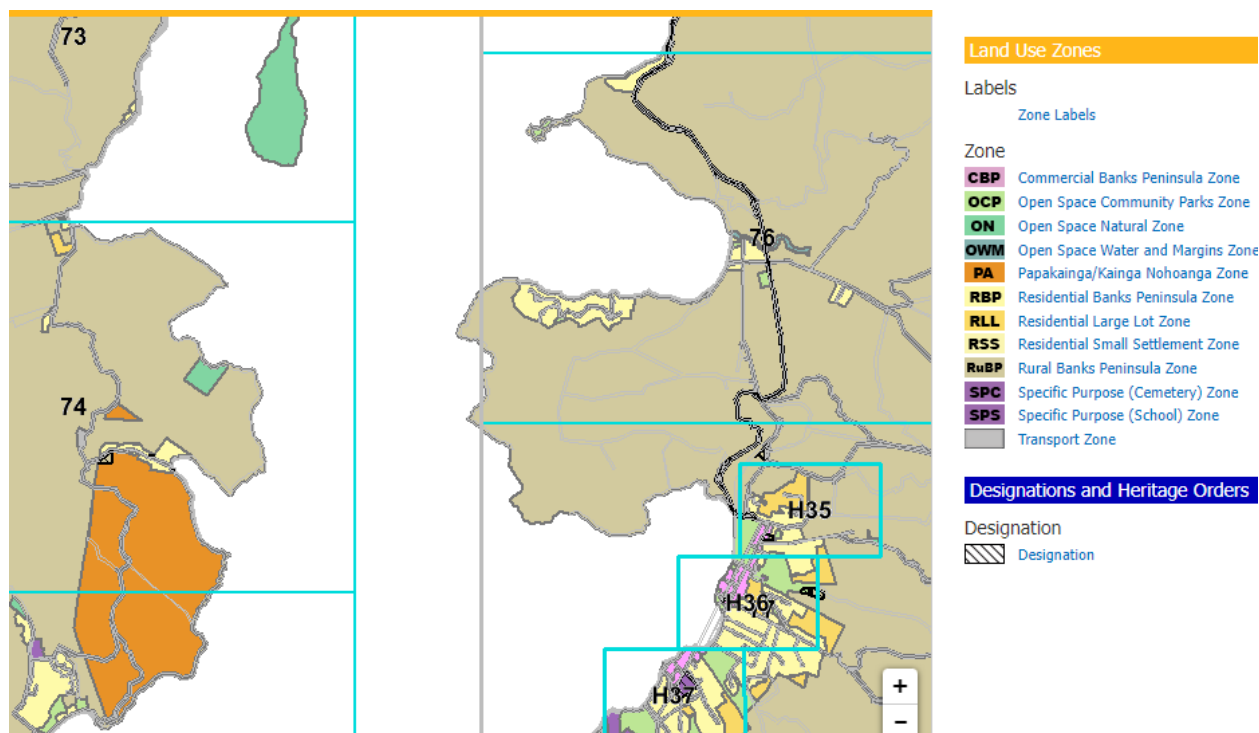 73
76
74
H35
H36
H37
+
−
Land Use Zones
Labels
Zone Labels
Zone
CBP Commercial Banks Peninsula Zone
OCP Open Space Community Parks Zone
ON Open Space Natural Zone
OWM Open Space Water and Margins Zone
PA Papakainga/Kainga Nohoanga Zone
RBP Residential Banks Peninsula Zone
RLL Residential Large Lot Zone
RSS Residential Small Settlement Zone
RuBP Rural Banks Peninsula Zone
SPC Specific Purpose (Cemetery) Zone
SPS Specific Purpose (School) Zone
Transport Zone
Designations and Heritage Orders
Designation
Designation